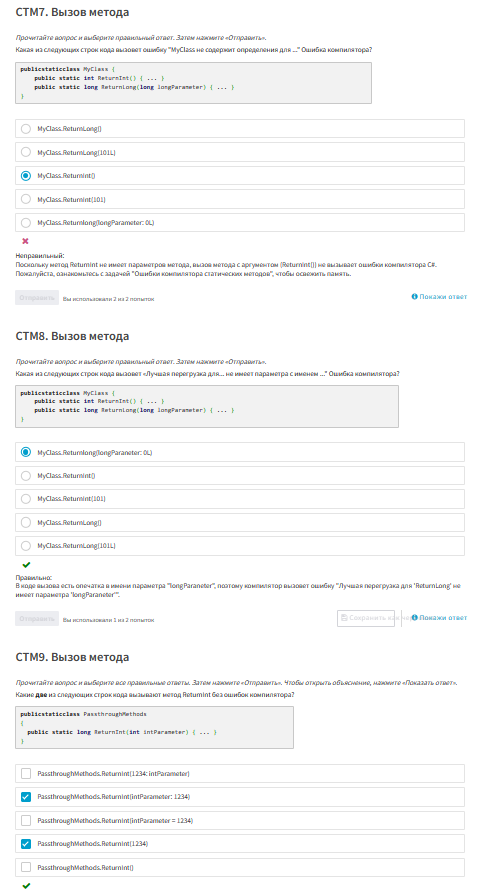 СТМ7. Вызов метода
Прочитайте вопрос и выберите правильный ответ. Затем нажмите «Отправить».
Какая из следующих строк кода вызовет ошибку "MyClass не содержит определения для ..." Ошибка компилятора?
publicstaticclass MyClass {
public static int ReturnInt() { ... }
public static long ReturnLong(long longParameter) { ... }
}
MyClass.ReturnLong()
MyClass.ReturnLong(101L)
MyClass.ReturnInt()
MyClass.ReturnInt(101)
MyClass.Returnlong(longParameter: 0L)
Неправильный:
Поскольку метод ReturnInt не имеет параметров метода, вызов метода с аргументом (ReturnInt()) не вызывает ошибки компилятора C#.
Пожалуйста, ознакомьтесь с задачей "Ошибки компилятора статических методов", чтобы освежить память.
Отправить
Вы использовали 2 из 2 попыток
Покажи ответ
СТМ8. Вызов метода
Прочитайте вопрос и выберите правильный ответ. Затем нажмите «Отправить».
Какая из следующих строк кода вызовет «Лучшая перегрузка для... не имеет параметра с именем ..." Ошибка компилятора?
publicstaticclass MyClass {
public static int ReturnInt() { ... }
public static long ReturnLong(long longParameter) { ... }
}
MyClass.Returnlong(longParaneter: 0L)
MyClass.ReturnInt()
MyClass.ReturnInt(101)
MyClass.ReturnLong()
MyClass.ReturnLong(101L)
Правильно:
В коде вызова есть опечатка в имени параметра "longParaneter", поэтому компилятор вызовет ошибку "Лучшая перегрузка для 'ReturnLong' не
имеет параметра 'longParaneter'".
Отправить
Вы использовали 1 из 2 попыток
Сохранить
Покажи ответ
СТМ9. Вызов метода
Прочитайте вопрос и выберите все правильные ответы. Затем нажмите «Отправить». Чтобы открыть объяснение, нажмите «Показать ответ».
Какие две из следующих строк кода вызывают метод ReturnInt без ошибок компилятора?
publicstaticclass PassthroughMethods
{
public static long ReturnInt(int intParameter) { ... }
}
PassthroughMethods.ReturnInt(1234: intParameter)
PassthroughMethods.ReturnInt(intParameter: 1234)
PassthroughMethods.ReturnInt(intParameter = 1234)
PassthroughMethods.ReturnInt(1234)
PassthroughMethods.ReturnInt()